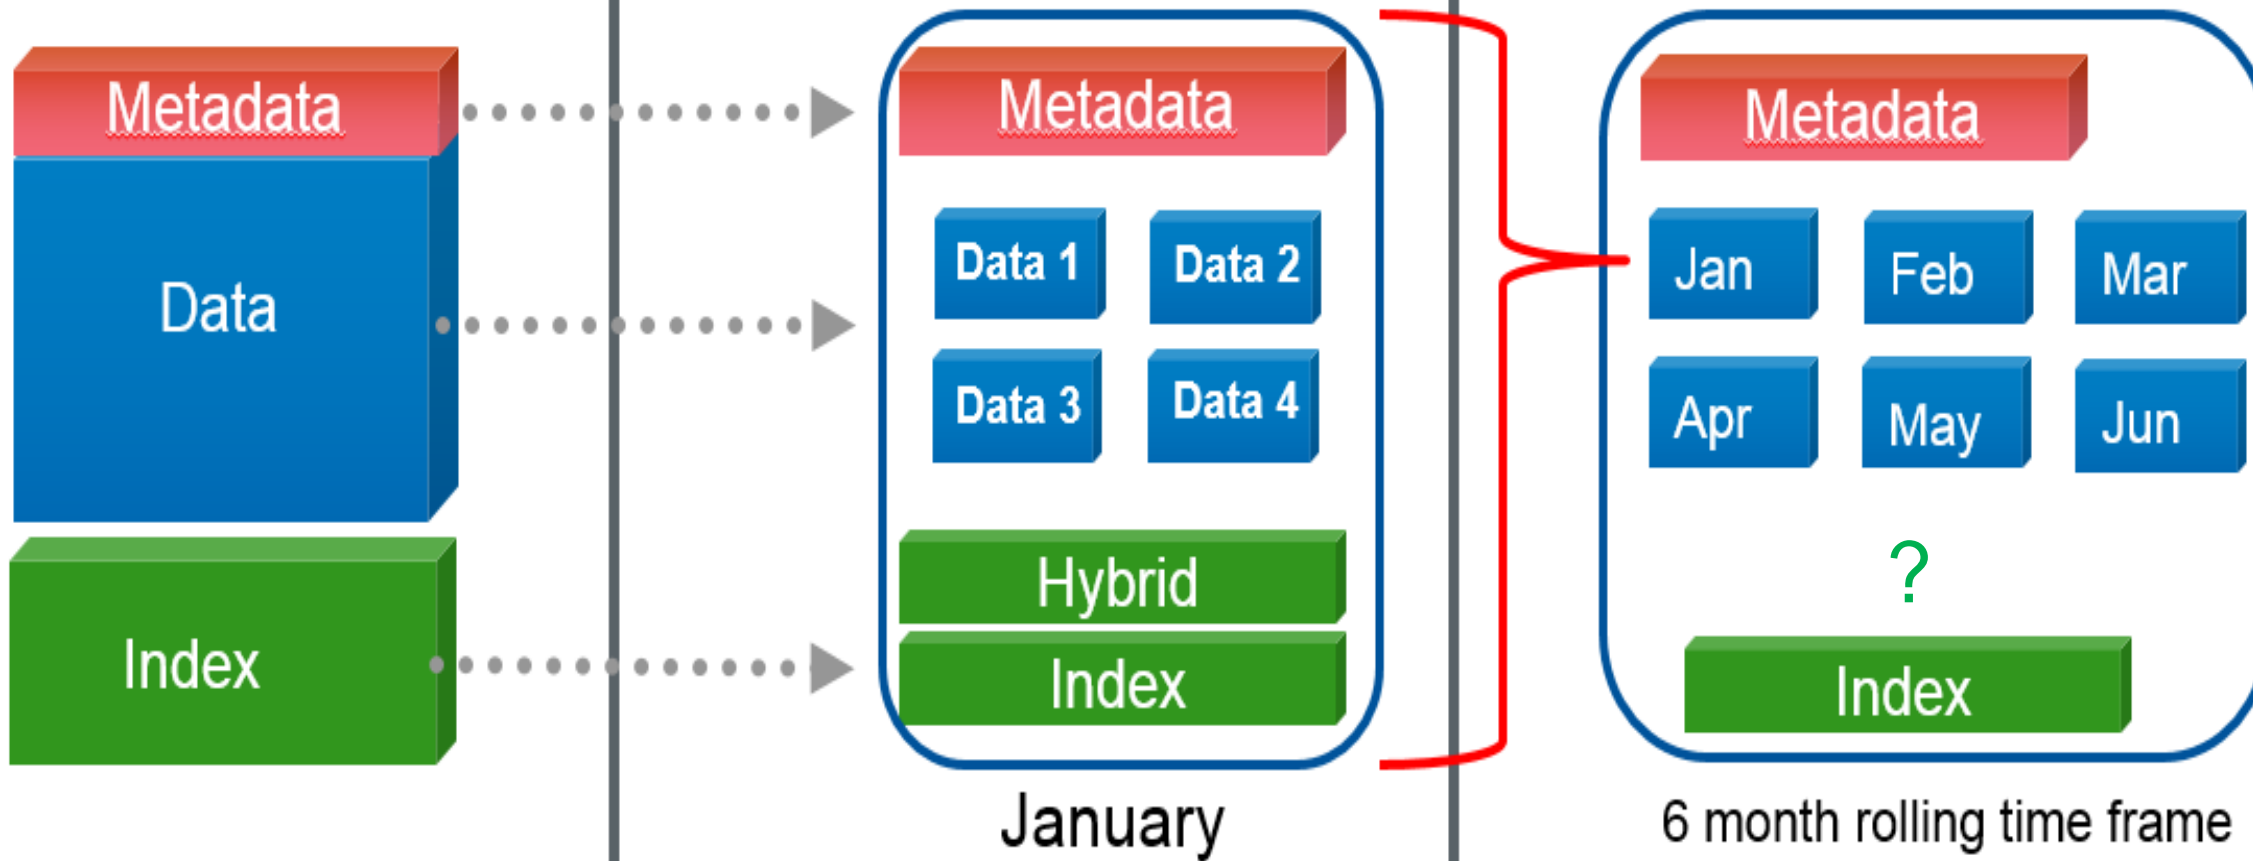 Metadata
Data
Index
Metadata
Data 1
Data 2
Data 3
Data 4
Hybrid
Index
January
Metadata
Jan
Feb
Mar
Apr
May
Jun
?
Index
6 month rolling time frame